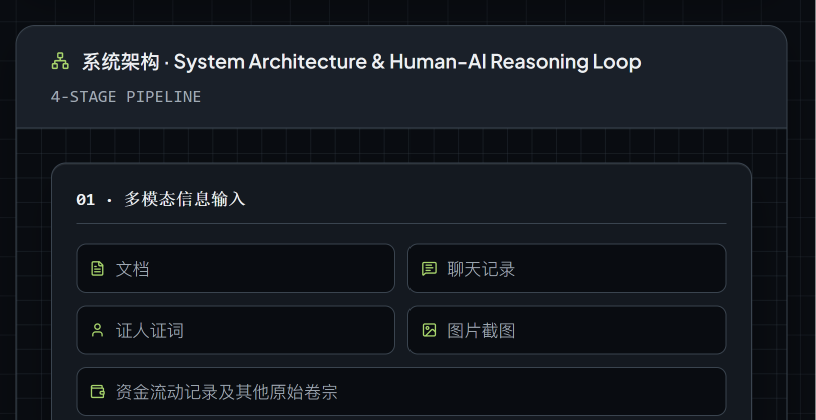 系统架构 · System Architecture & Human-AI Reasoning Loop
4-STAGE PIPELINE
01 · 多模态信息输入
文档
聊天记录
证人证词
图片截图
资金流动记录及其他原始卷宗